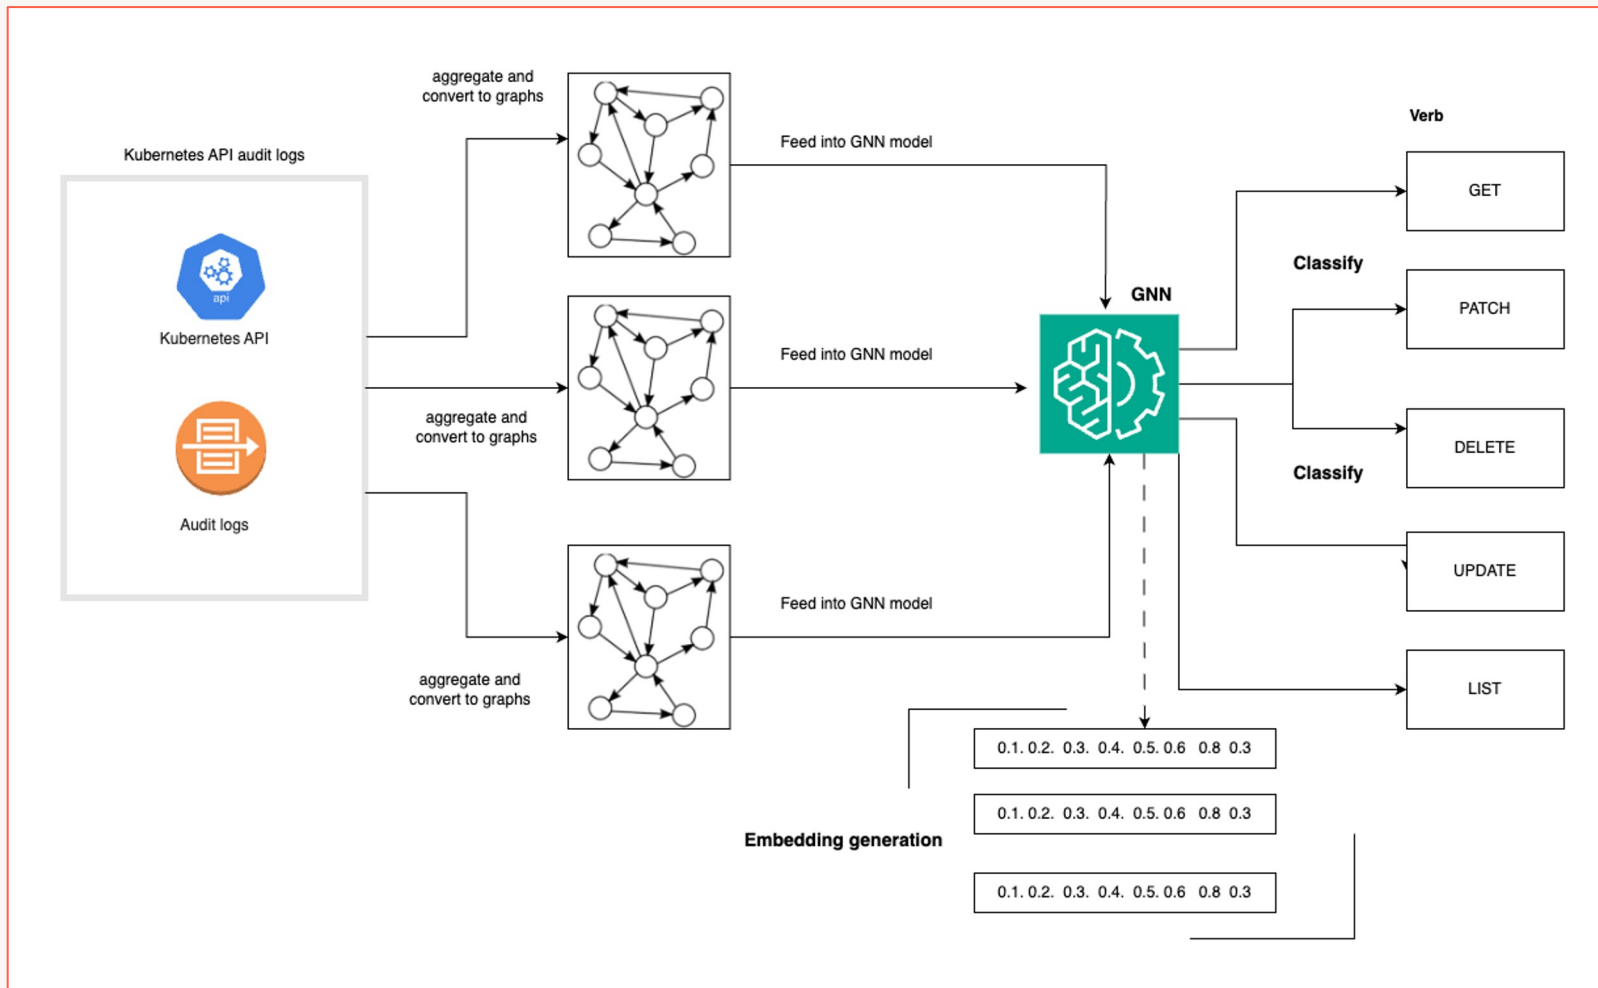 Kubernetes API audit logs
api
Kubernetes API
Audit logs
aggregate and
convert to graphs
aggregate and
convert to graphs
aggregate and
convert to graphs
Feed into GNN model
Feed into GNN model
Feed into GNN model
GNN
Verb
Classify
Classify
GET
PATCH
DELETE
UPDATE
LIST
Embedding generation
0.1. 0.2. 0.3. 0.4. 0.5. 0.6 0.8 0.3
0.1. 0.2. 0.3. 0.4. 0.5. 0.6 0.8 0.3
0.1. 0.2. 0.3. 0.4. 0.5. 0.6 0.8 0.3